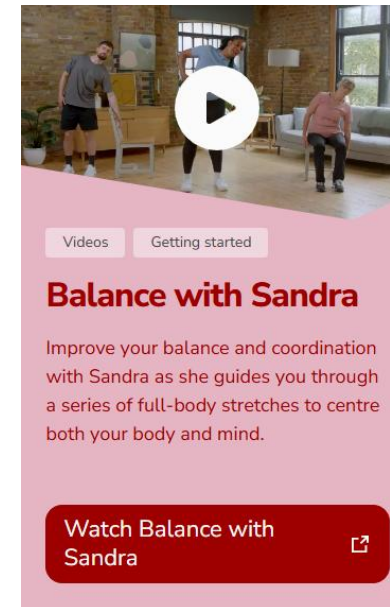 Videos
Getting started
Balance with Sandra
Improve your balance and coordination
with Sandra as she guides you through
a series of full-body stretches to centre
both your body and mind.
Watch Balance with
Sandra